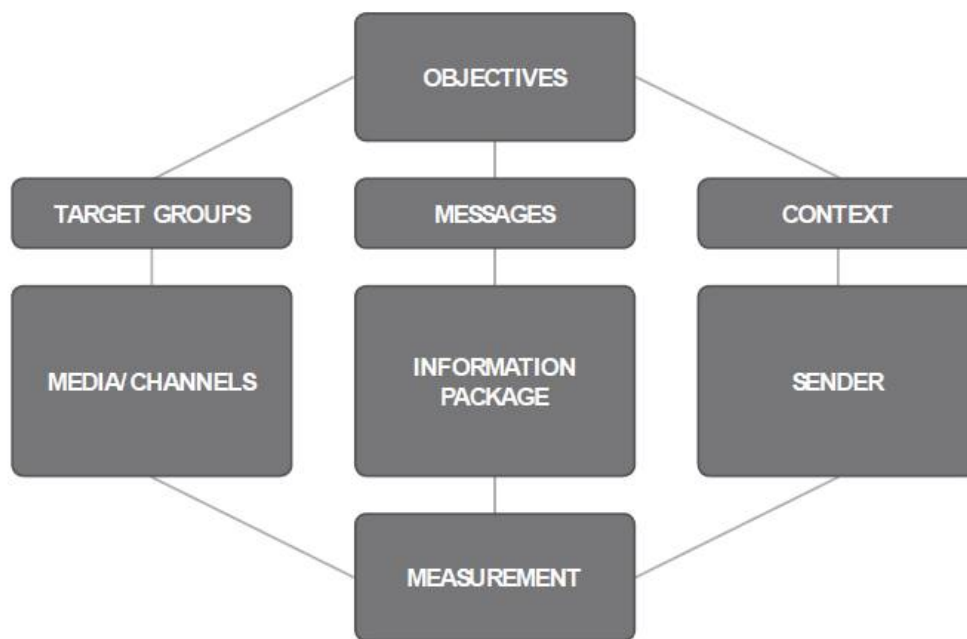 OBJECTIVES
TARGET GROUPS
MESSAGES
CONTEXT
MEDIA/ CHANNELS
INFORMATION
PACKAGE
SENDER
MEASUREMENT